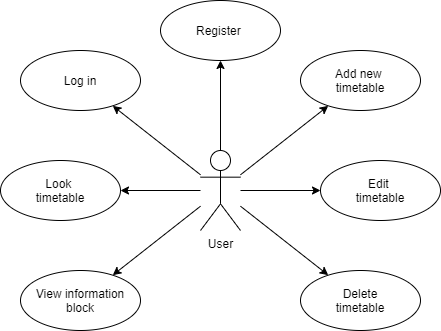 Register
Log in
Add new
timetable
Look
timetable
Edit
timetable
User
View information
block
Delete
timetable